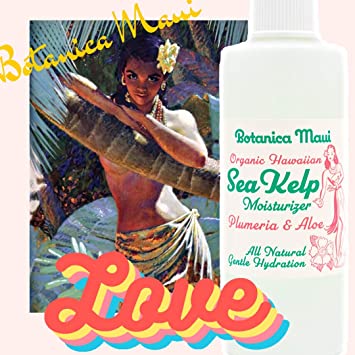 Botanica Maui
Botanica Maui
Organic Hawaiian
Sea Kelp
Moisturizer
Plumeria & Aloe
All Natural
Gentle Hydration
Love